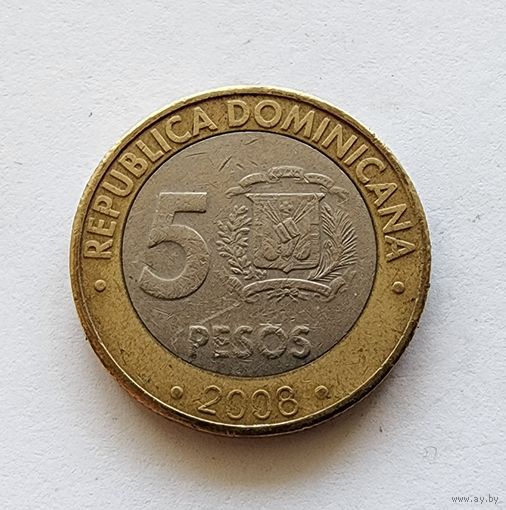 · REPUBLICA DOMINICANA ·
5
PESOS
· 2008 ·
www.ay.by